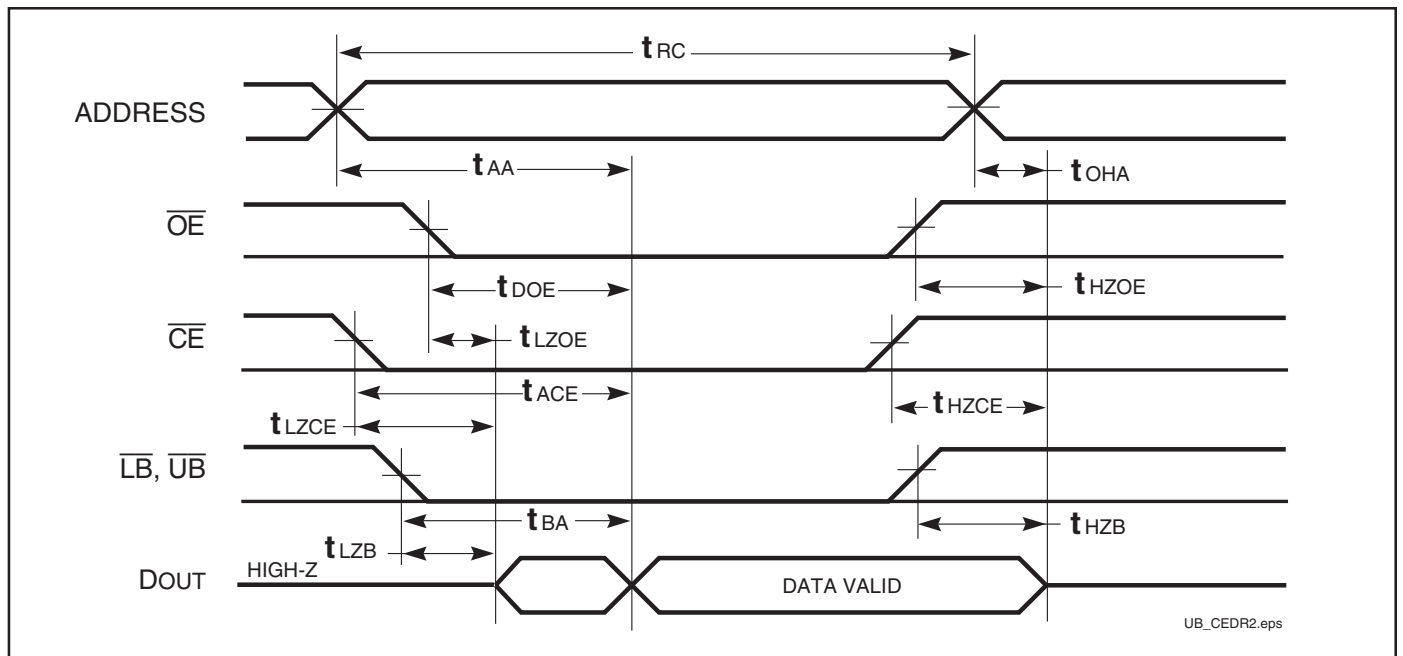 tRC
ADDRESS
tAA
tOHA
OE
tDOE
tHZOE
CE
tLZOE
tACE
tHZCE
tLZCE
LB, UB
tBA
tHZB
tLZB
DOUT
HIGH-Z
DATA VALID
UB_CEDR2.eps